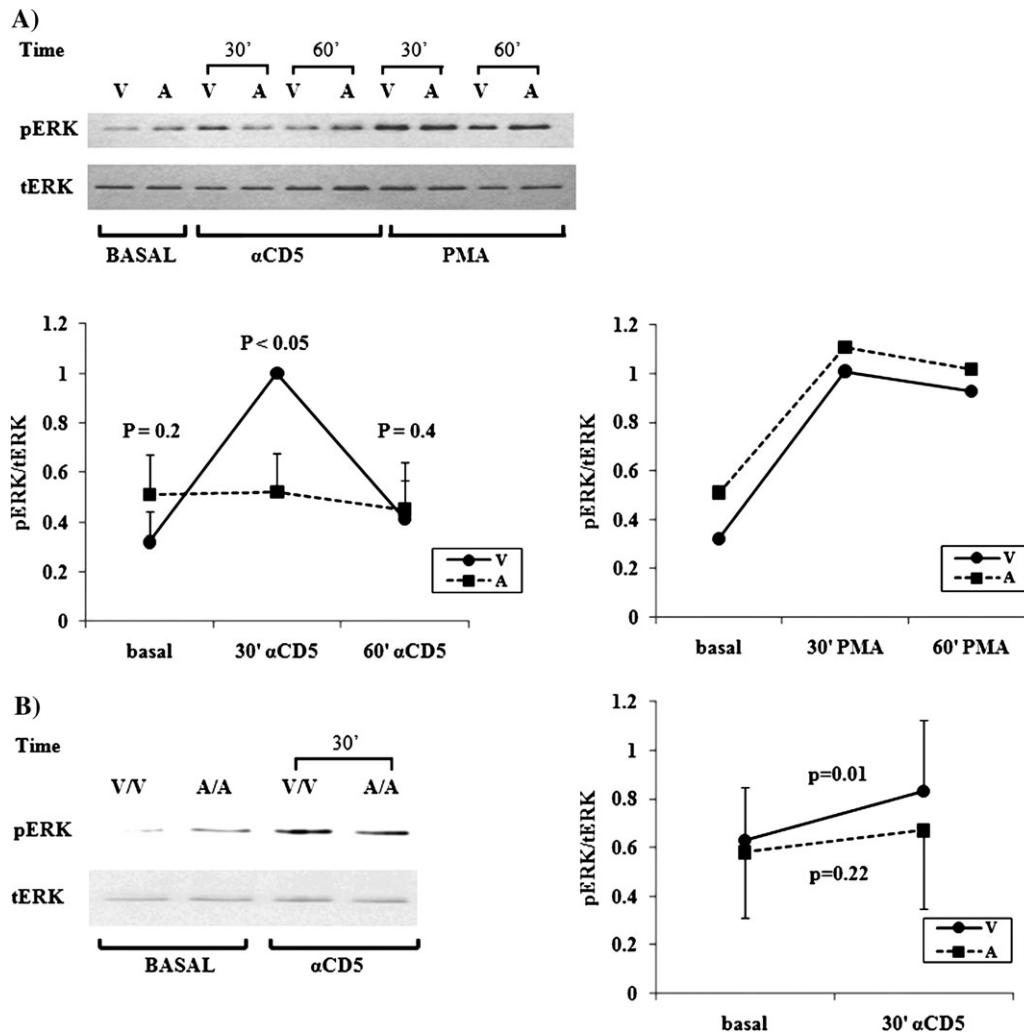 A)
Time 30’ 60’ 30’ 60’
V A V A V A V A V A
pERK
tERK
BASAL αCD5 PMA
pERK/tERK
1.2
1
0.8
0.6
0.4
0.2
0
P = 0.2
P < 0.05
P = 0.4
V
A
basal 30' αCD5 60' αCD5
pERK/tERK
1.2
1
0.8
0.6
0.4
0.2
0
V
A
basal 30' PMA 60' PMA
B)
Time 30’
V/V A/A V/V A/A
pERK
tERK
BASAL αCD5
pERK/tERK
1.2
1
0.8
0.6
0.4
0.2
0
p=0.01
p=0.22
V
A
basal 30' αCD5